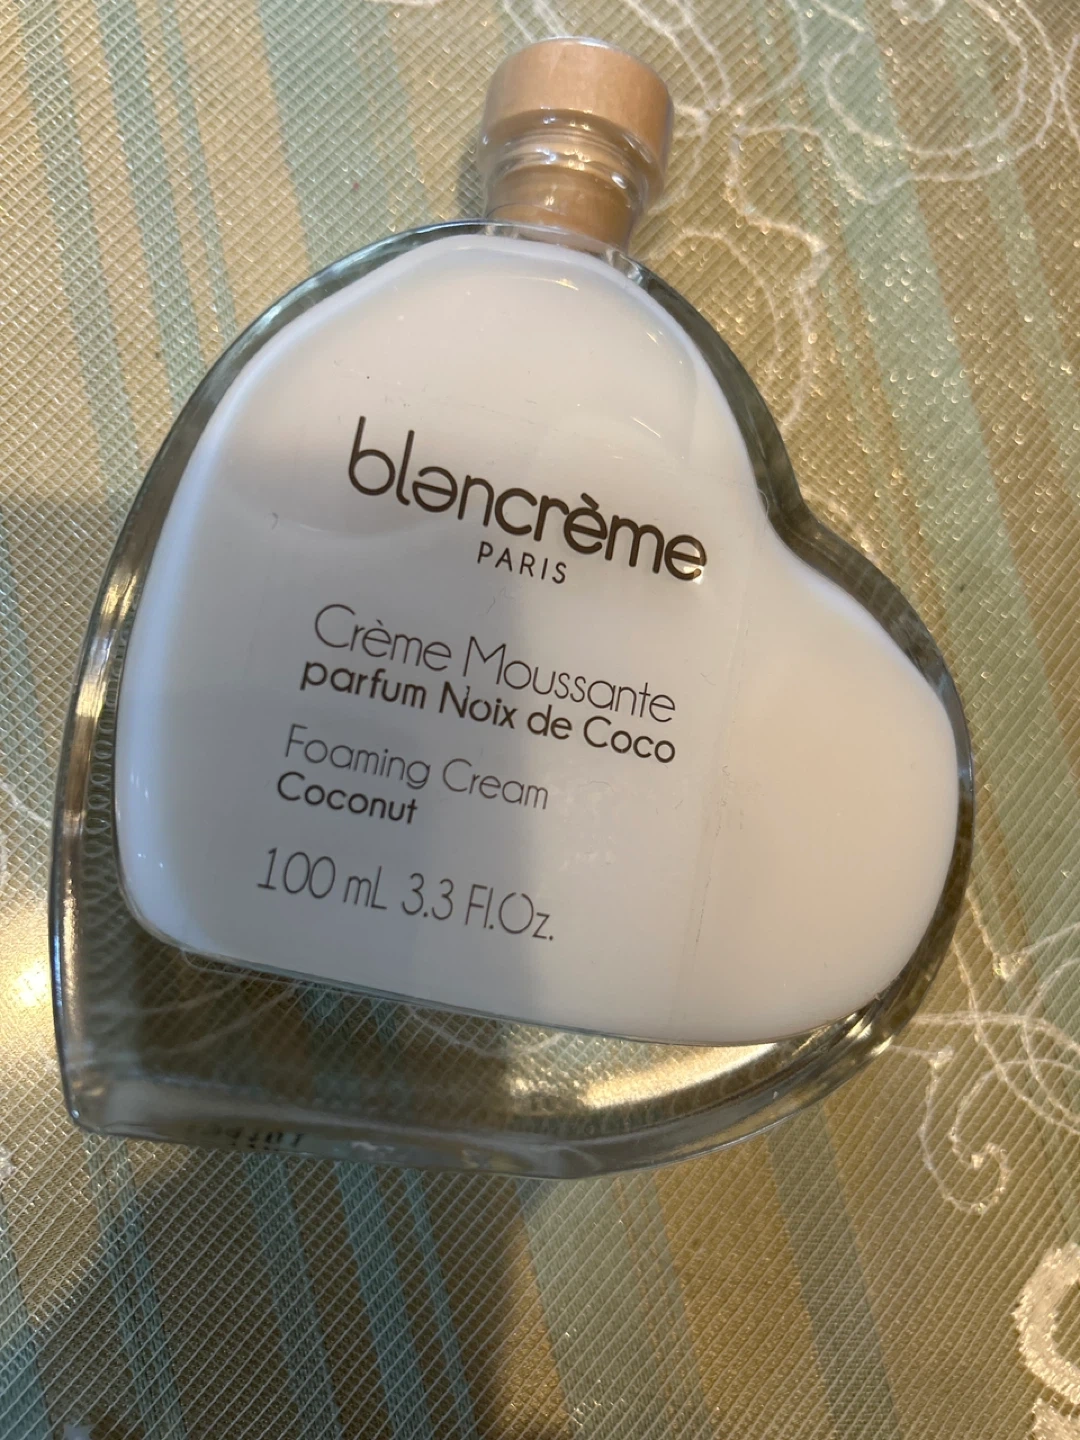 blancrème
PARIS
Crème Moussante
parfum Noix de Coco
Foaming Cream
Coconut
100 mL 3.3 Fl.Oz.